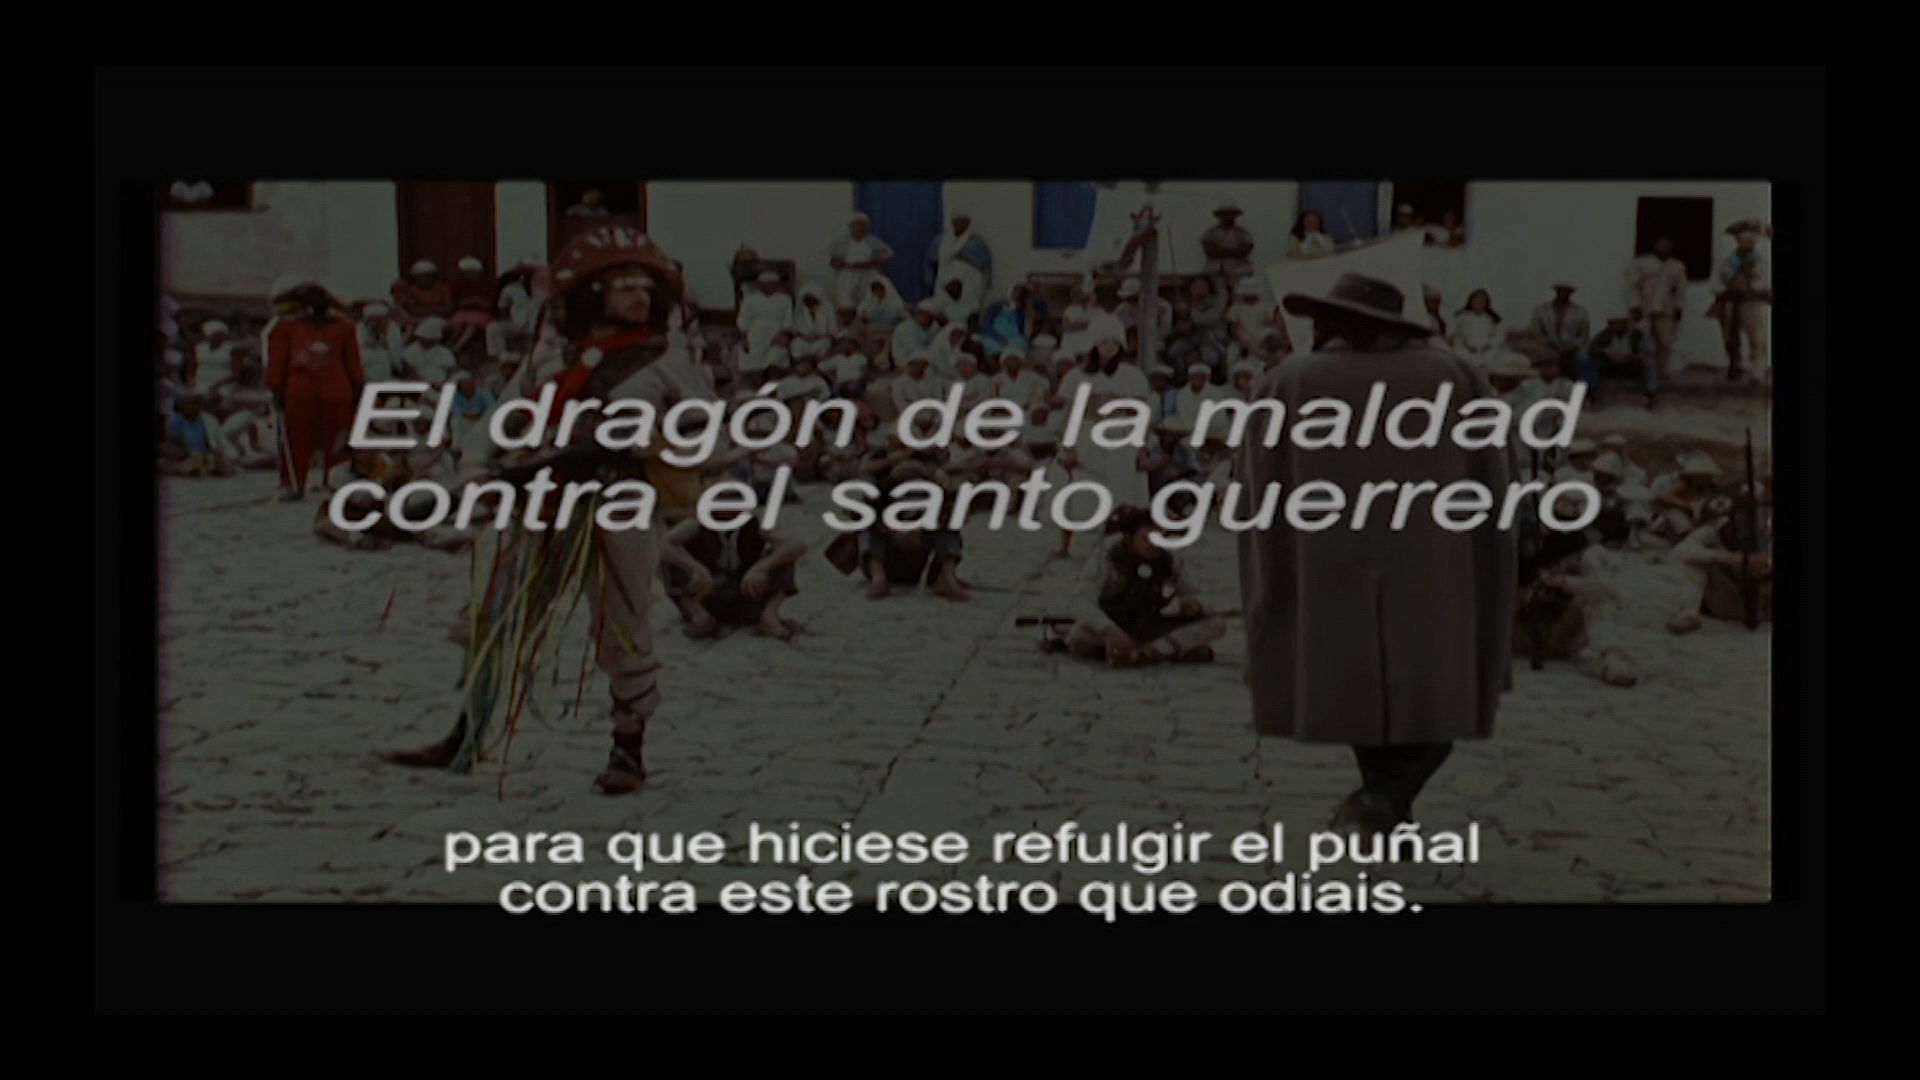 El dragón de la maldad
contra el santo guerrero
para que hiciese refulgir el puñal
contra este rostro que odiais.